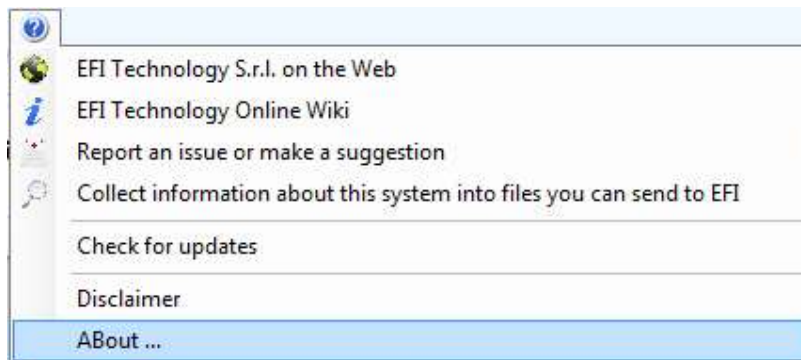 EFI Technology S.r.l. on the Web
EFI Technology Online Wiki
Report an issue or make a suggestion
Collect information about this system into files you can send to EFI
Check for updates
Disclaimer
ABout ...